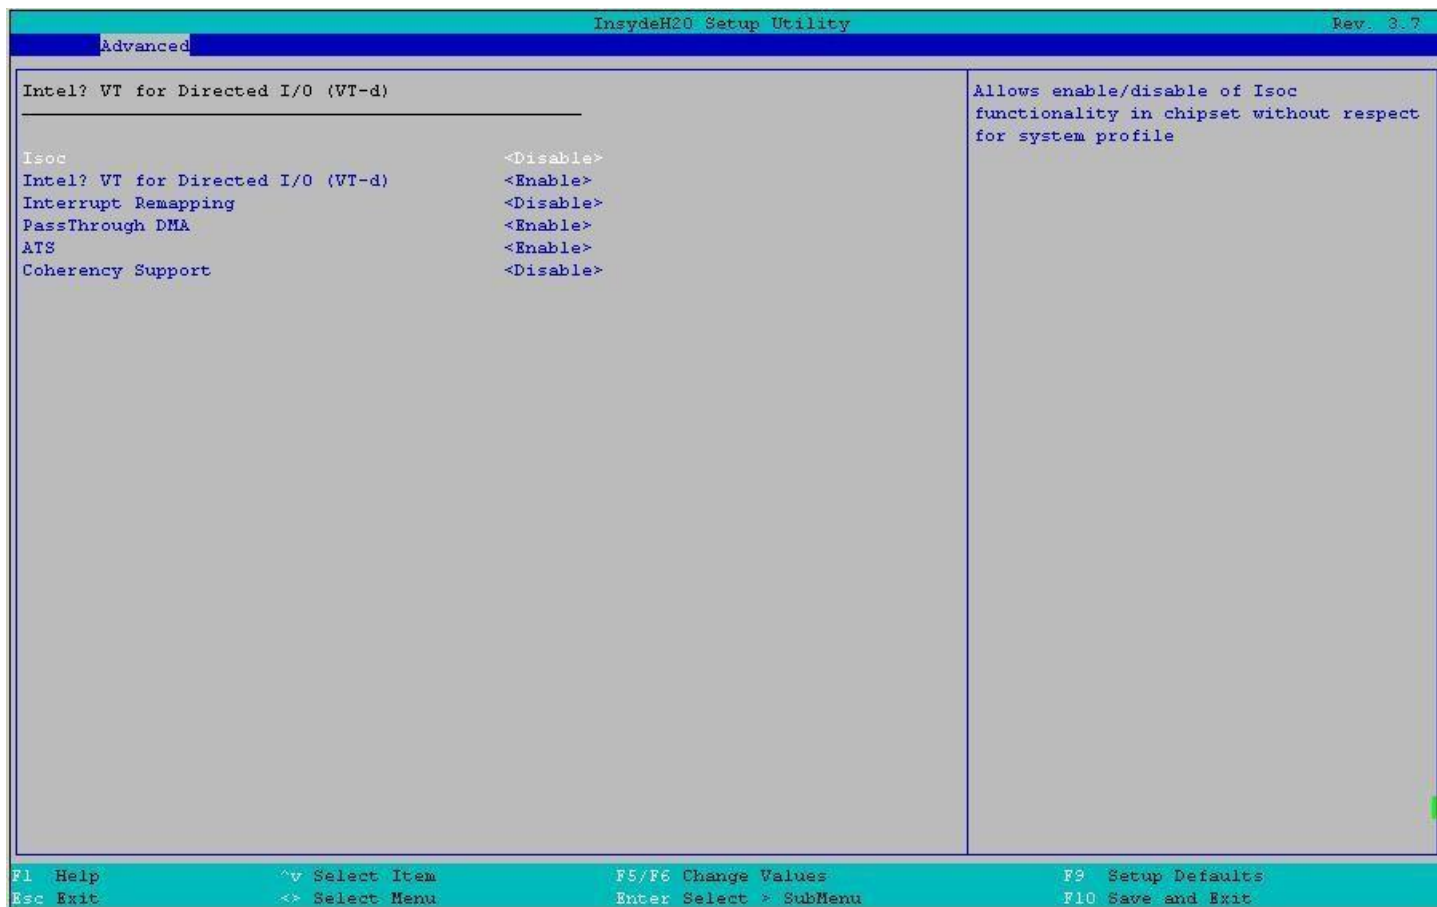 InsydeH20 Setup Utility Rev. 3.7
Advanced
Intel? VT for Directed I/O (VT-d)
Isoc <Disable>
Intel? VT for Directed I/O (VT-d) <Enable>
Interrupt Remapping <Disable>
PassThrough DMA <Enable>
ATS <Enable>
Coherency Support <Disable>
Allows enable/disable of Isoc
functionality in chipset without respect
for system profile
F1 Help ^v Select Item F5/F6 Change Values F9 Setup Defaults
Esc Exit <> Select Menu Enter Select > SubMenu F10 Save and Exit